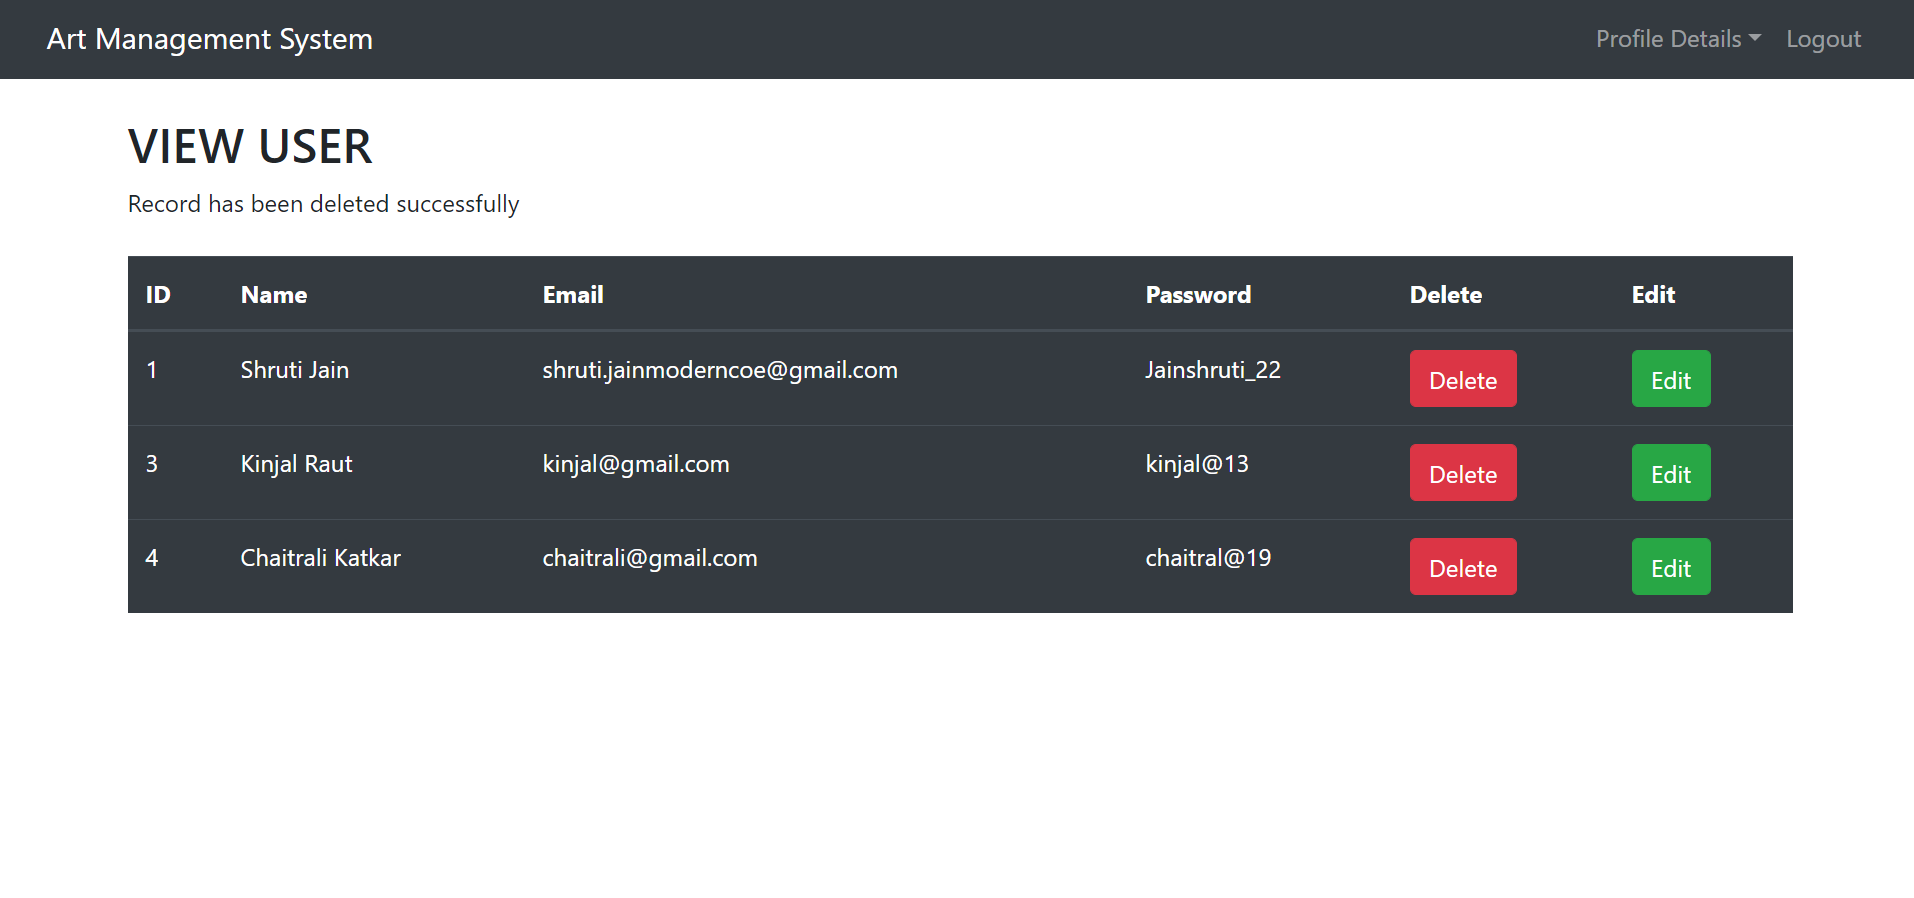 Art Management System Profile Details Logout
VIEW USER
Record has been deleted successfully
ID Name Email Password Delete Edit
1 Shruti Jain shruti.jainmoderncoe@gmail.com Jainshruti_22 Delete Edit
3 Kinjal Raut kinjal@gmail.com kinjal@13 Delete Edit
4 Chaitrali Katkar chaitrali@gmail.com chaitral@19 Delete Edit